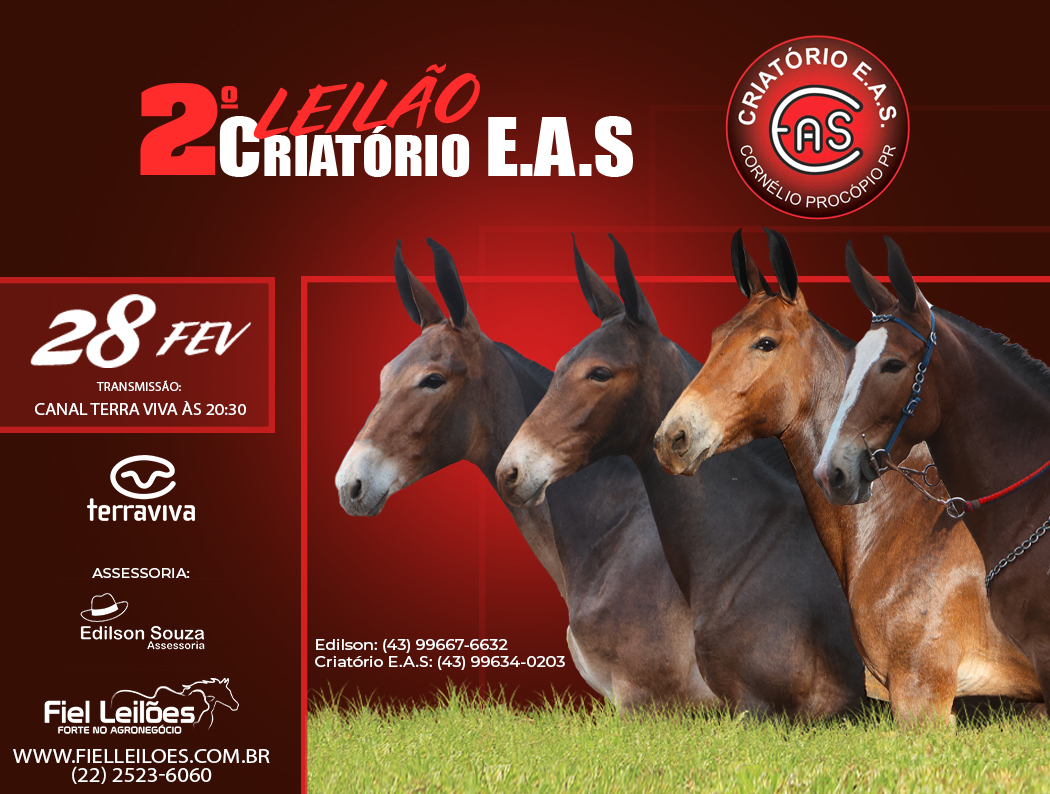 2º LEILÃO
CRIATÓRIO E.A.S
CRIATÓRIO E.A.S.
EAS
CORNÉLIO PROCÓPIO PR
28 FEV
TRANSMISSÃO:
CANAL TERRA VIVA ÀS 20:30
terraviva
ASSESSORIA:
Edilson Souza
Assessoria
Edilson: (43) 99667-6632
Criatório E.A.S: (43) 99634-0203
Fiel Leilões
FORTE NO AGRONEGÓCIO
WWW.FIELLEILOES.COM.BR
(22) 2523-6060